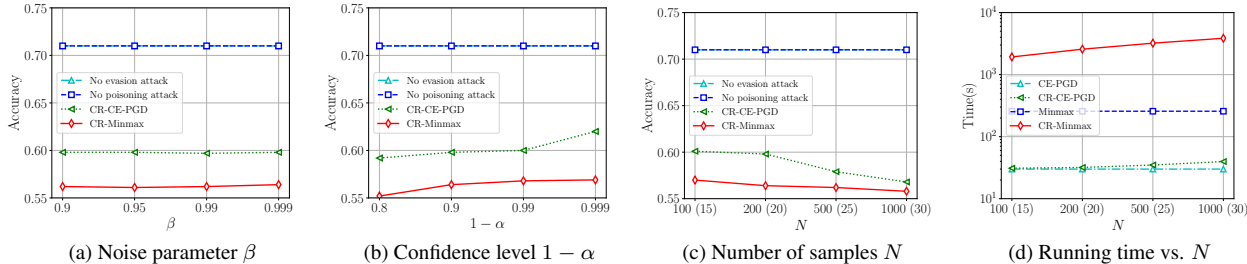 0.75
0.70
0.65
0.60
0.55
Accuracy
No evasion attack
No poisoning attack
CR-CE-PGD
CR-Minmax
0.9
0.95
0.99
0.999
β
(a) Noise parameter β
0.75
0.70
0.65
0.60
0.55
Accuracy
No evasion attack
No poisoning attack
CR-CE-PGD
CR-Minmax
0.8
0.9
0.99
0.999
1 − α
(b) Confidence level 1 − α
0.75
0.70
0.65
0.60
0.55
Accuracy
No evasion attack
No poisoning attack
CR-CE-PGD
CR-Minmax
100 (15)
200 (20)
500 (25)
1000 (30)
N
(c) Number of samples N
10⁴
10³
10²
10¹
Time(s)
CE-PGD
CR-CE-PGD
Minmax
CR-Minmax
100 (15)
200 (20)
500 (25)
1000 (30)
N
(d) Running time vs. N